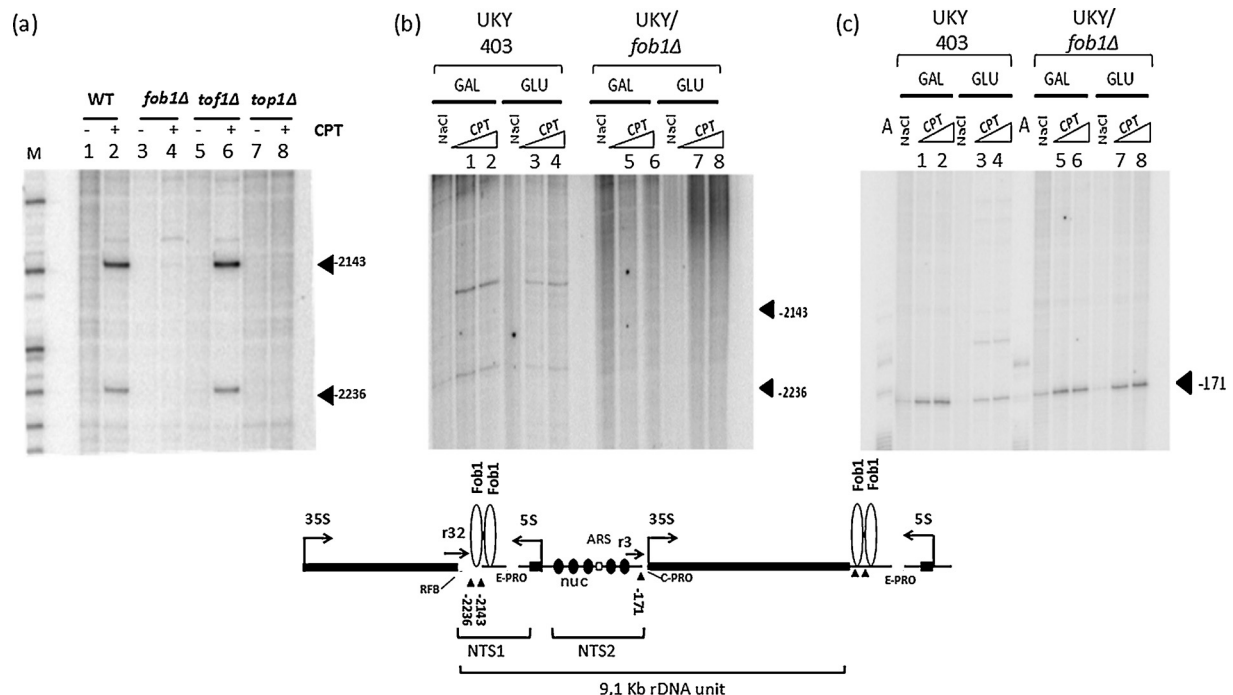 (a)
WT fob1Δ tof1Δ top1Δ
- + - + - + - + CPT
M 1 2 3 4 5 6 7 8
-2143
-2236
(b)
UKY UKY/
403 fob1Δ
GAL GLU GAL GLU
NaCl CPT NaCl CPT NaCl CPT NaCl CPT
1 2 3 4 5 6 7 8
-2143
-2236
(c)
UKY UKY/
403 fob1Δ
GAL GLU GAL GLU
A NaCl CPT NaCl CPT A NaCl CPT NaCl CPT
1 2 3 4 5 6 7 8
-171
Fob1 Fob1 Fob1 Fob1
35S r32 5S ARS r3 35S 5S
RFB E-PRO nuc C-PRO E-PRO
-2236 -2143 -171
NTS1 NTS2
9,1 Kb rDNA unit